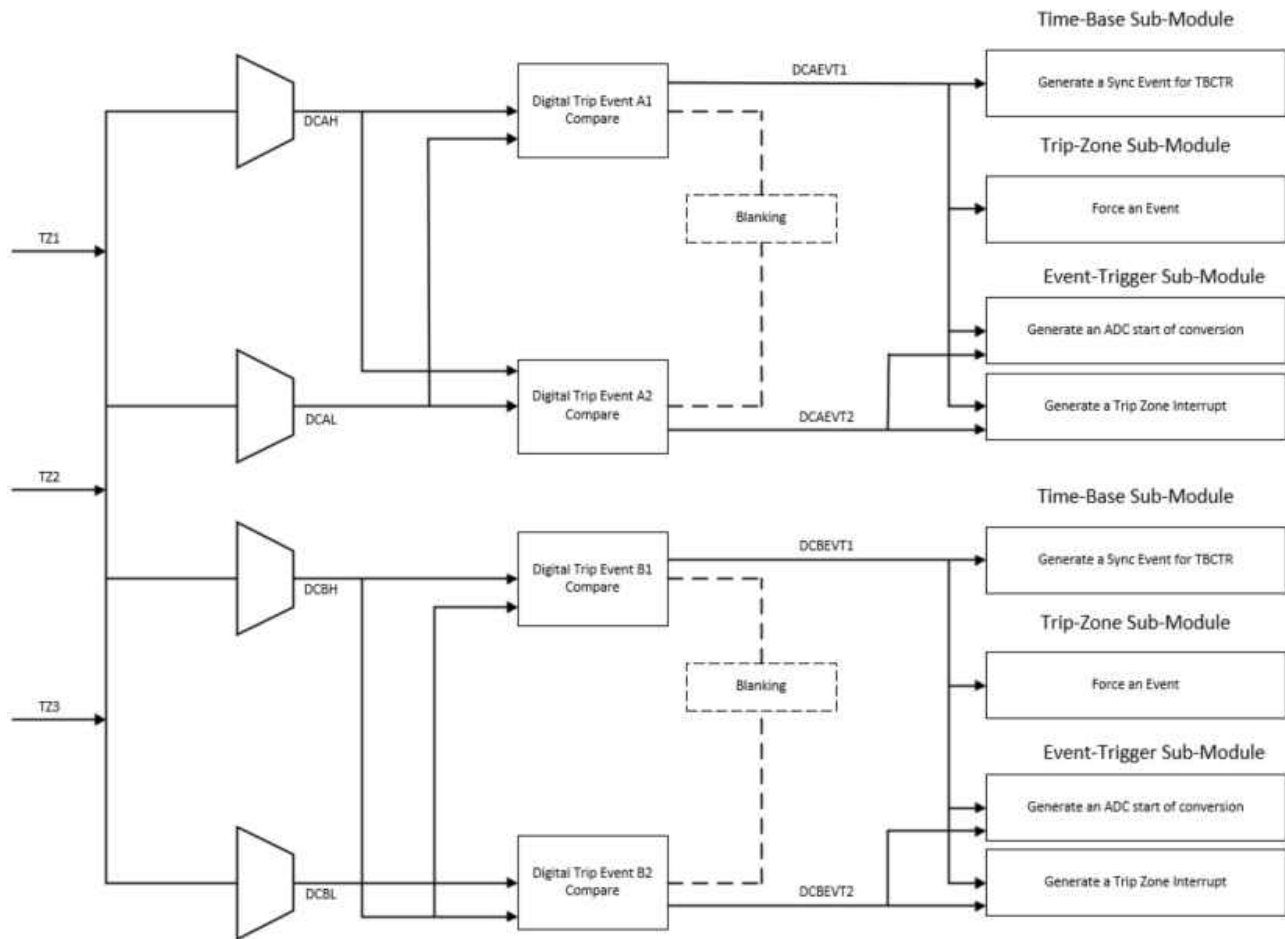 Time-Base Sub-Module
DCAEVT1
Generate a Sync Event for TBCTR
Digital Trip Event A1
Compare
DCAH
Trip-Zone Sub-Module
Blanking
Force an Event
TZ1
Event-Trigger Sub-Module
Generate an ADC start of conversion
Digital Trip Event A2
Compare
DCAL
DCAEVT2
Generate a Trip Zone Interrupt
TZ2
Time-Base Sub-Module
DCBEVT1
Generate a Sync Event for TBCTR
Digital Trip Event B1
Compare
DCBH
Trip-Zone Sub-Module
Blanking
Force an Event
TZ3
Event-Trigger Sub-Module
Generate an ADC start of conversion
Digital Trip Event B2
Compare
DCBL
DCBEVT2
Generate a Trip Zone Interrupt